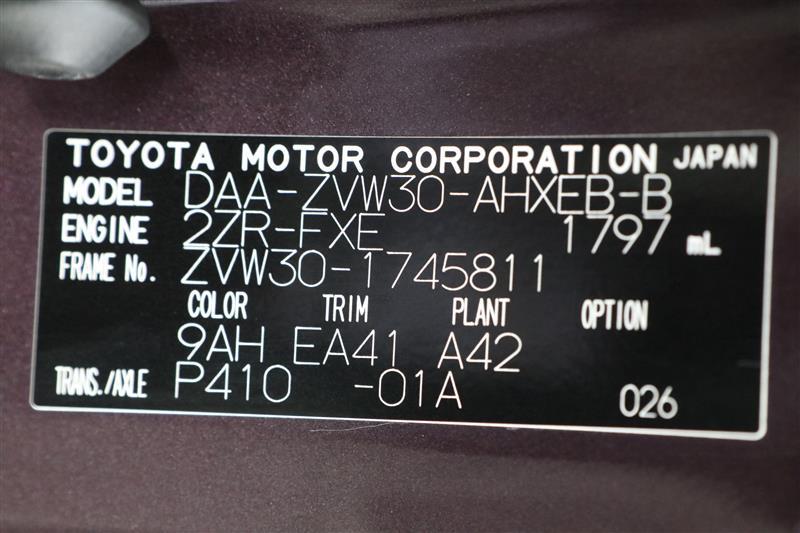 TOYOTA MOTOR CORPORATION JAPAN
MODEL DAA-ZVW30-AHXEB-B
ENGINE 2ZR-FXE 1797 mL
FRAME No. ZVW30-1745811
COLOR TRIM PLANT OPTION
9AH EA41 A42
TRANS./AXLE P410 -01A 026